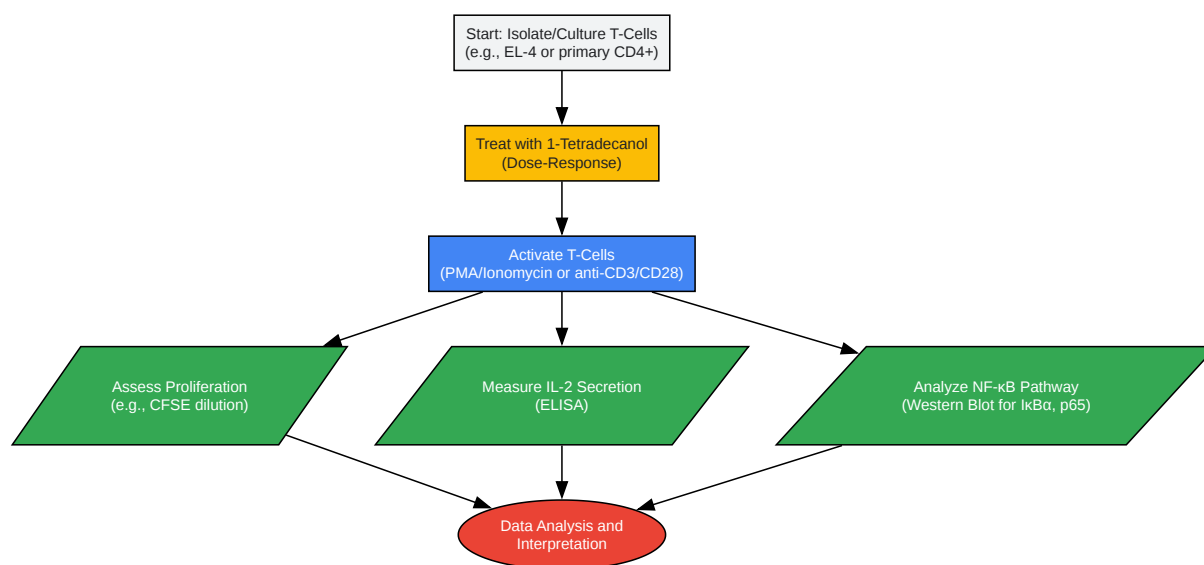 Start: Isolate/Culture T-Cells
(e.g., EL-4 or primary CD4+)
Treat with 1-Tetradecanol
(Dose-Response)
Activate T-Cells
(PMA/Ionomycin or anti-CD3/CD28)
Assess Proliferation
(e.g., CFSE dilution)
Measure IL-2 Secretion
(ELISA)
Analyze NF-κB Pathway
(Western Blot for IκBα, p65)
Data Analysis and
Interpretation